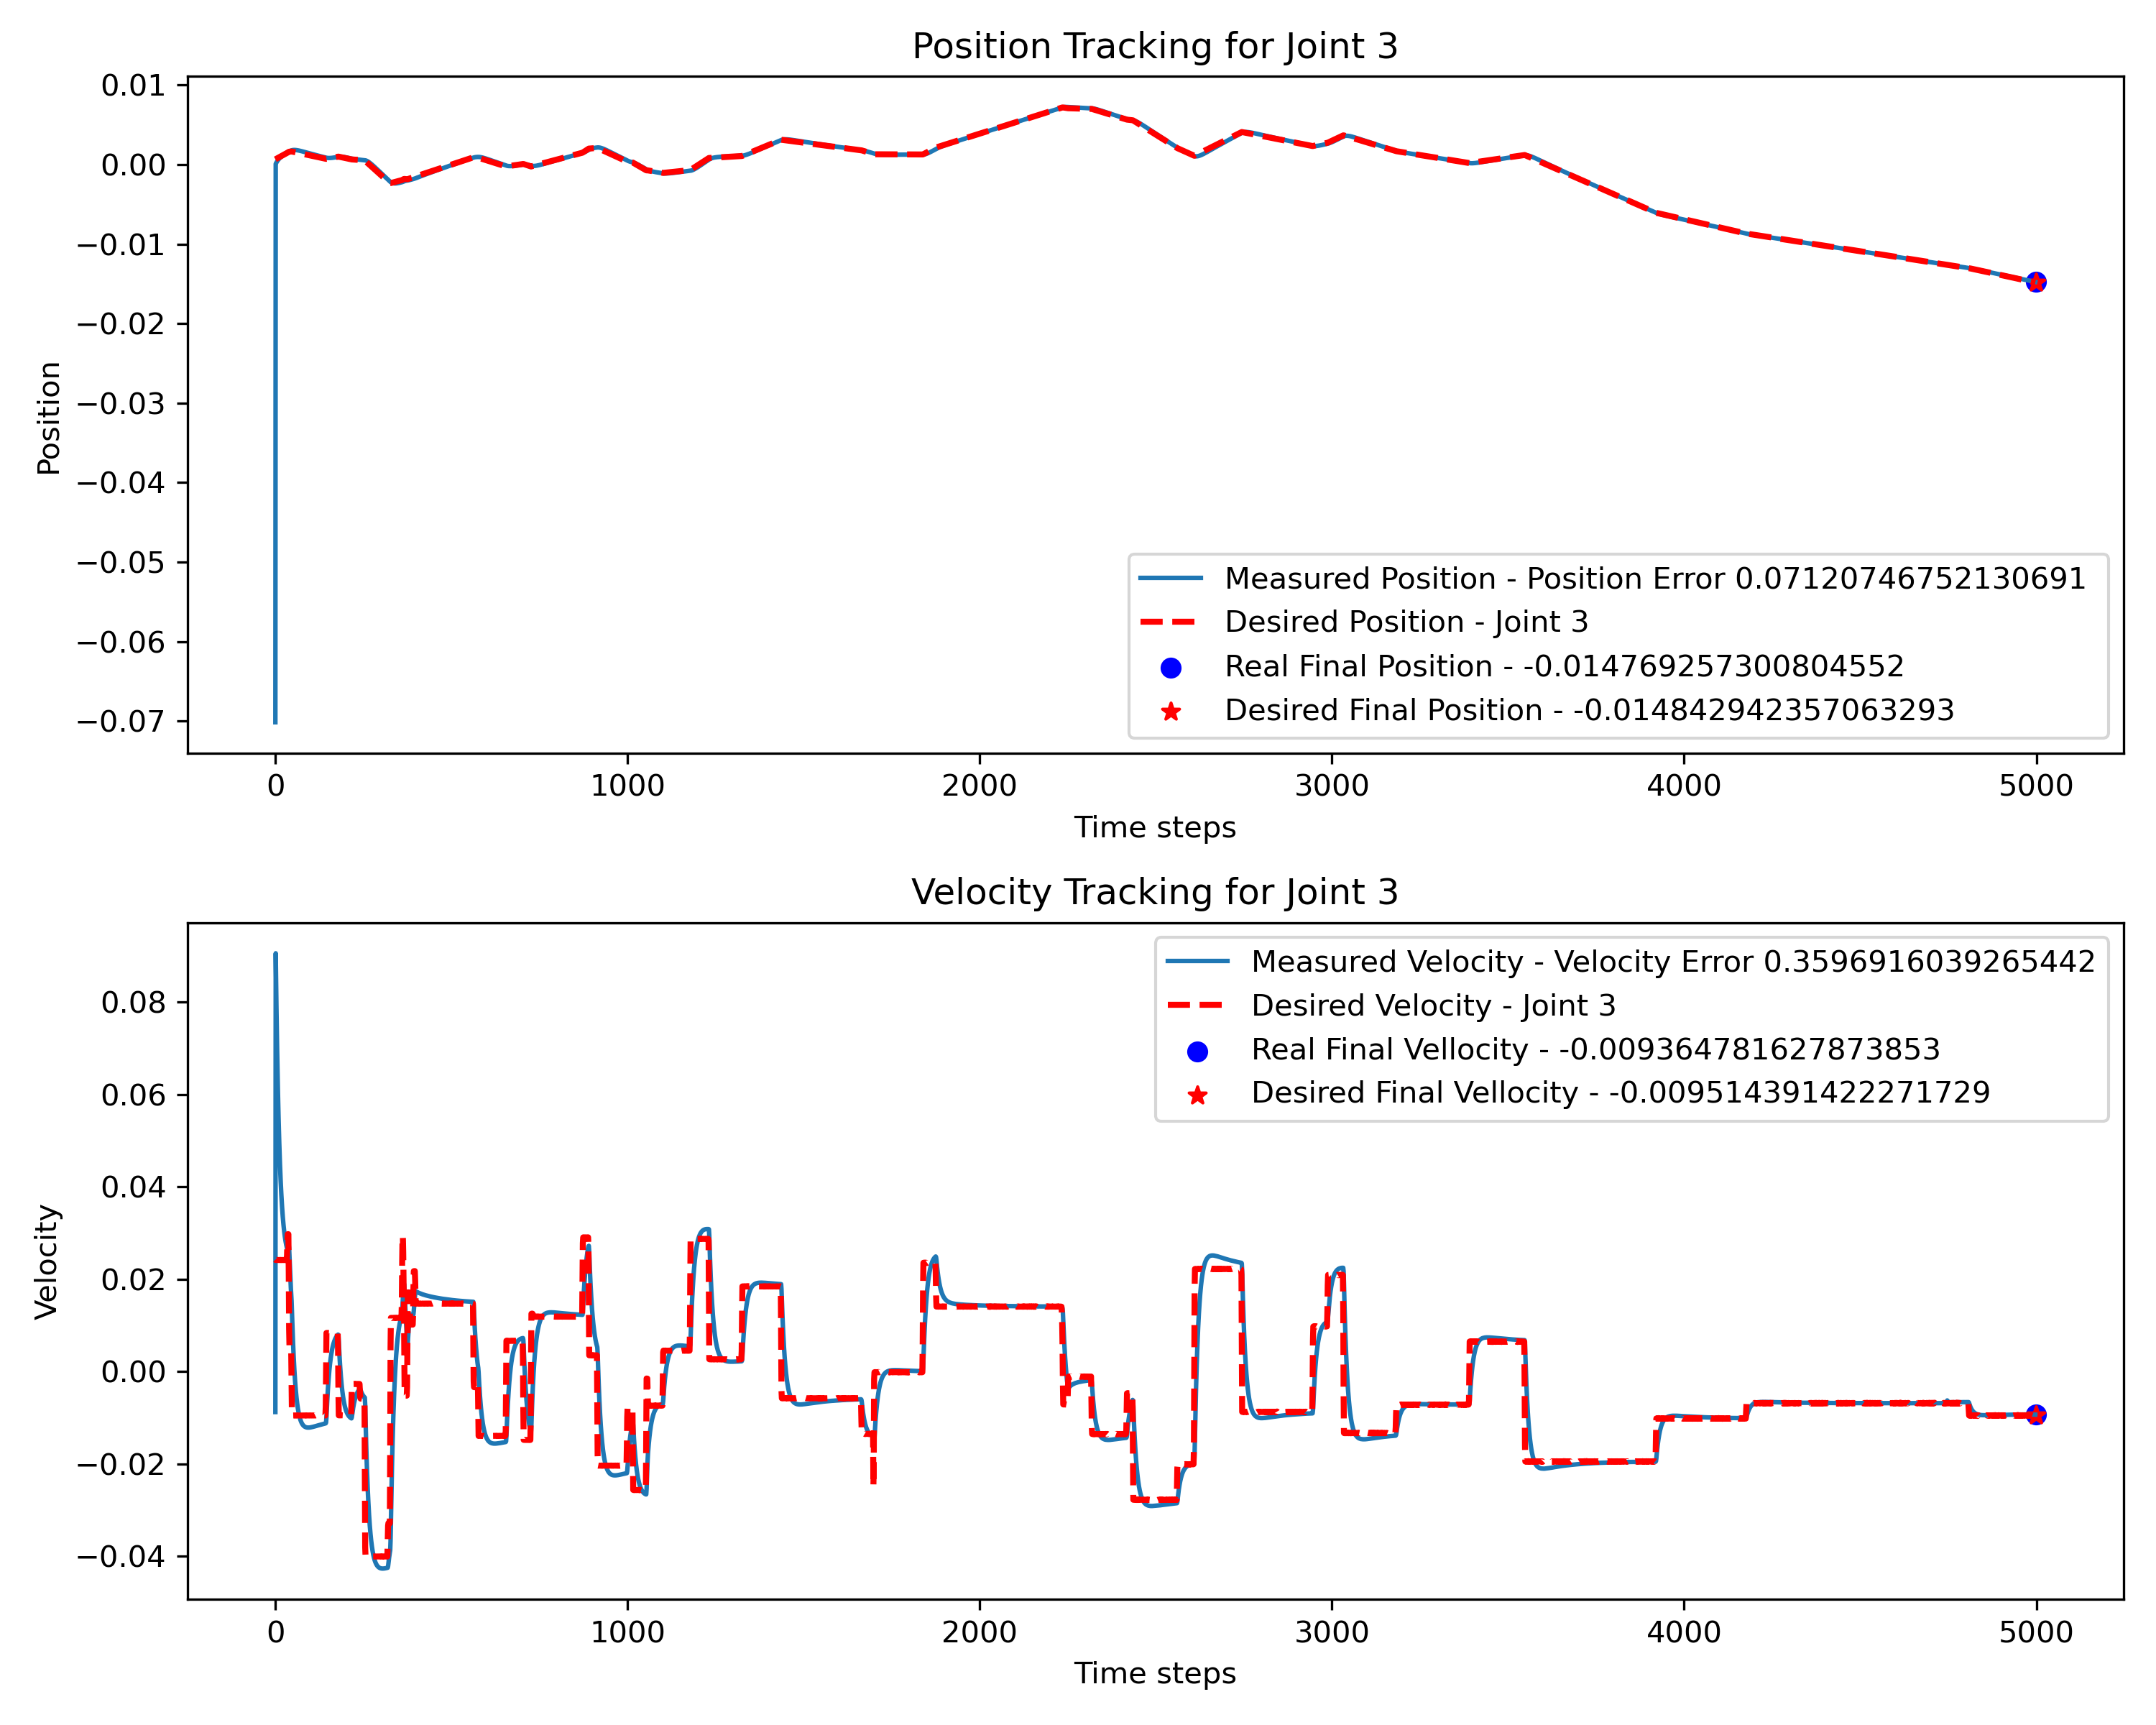 Position Tracking for Joint 3
0.01
0.00
−0.01
−0.02
−0.03
−0.04
−0.05
−0.06
−0.07
Position
Measured Position - Position Error 0.07120746752130691
Desired Position - Joint 3
Real Final Position - -0.014769257300804552
Desired Final Position - -0.014842942357063293
0 1000 2000 3000 4000 5000
Time steps
Velocity Tracking for Joint 3
0.08
0.06
0.04
0.02
0.00
−0.02
−0.04
Velocity
Measured Velocity - Velocity Error 0.3596916039265442
Desired Velocity - Joint 3
Real Final Vellocity - -0.009364781627873853
Desired Final Vellocity - -0.009514391422271729
0 1000 2000 3000 4000 5000
Time steps